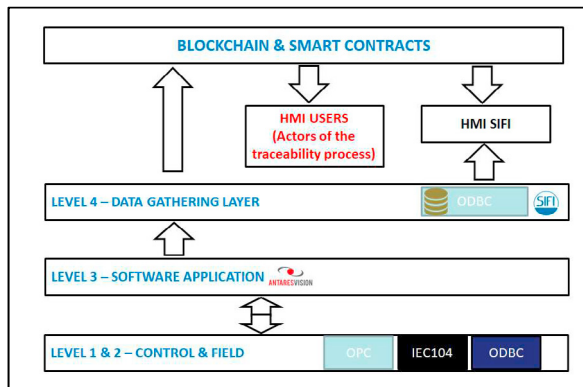 BLOCKCHAIN & SMART CONTRACTS
HMI USERS
(Actors of the
traceability process)
HMI SIFI
LEVEL 4 – DATA GATHERING LAYER
ODBC
SIFI
LEVEL 3 – SOFTWARE APPLICATION
ANTARESVISION
LEVEL 1 & 2 – CONTROL & FIELD
OPC
IEC104
ODBC